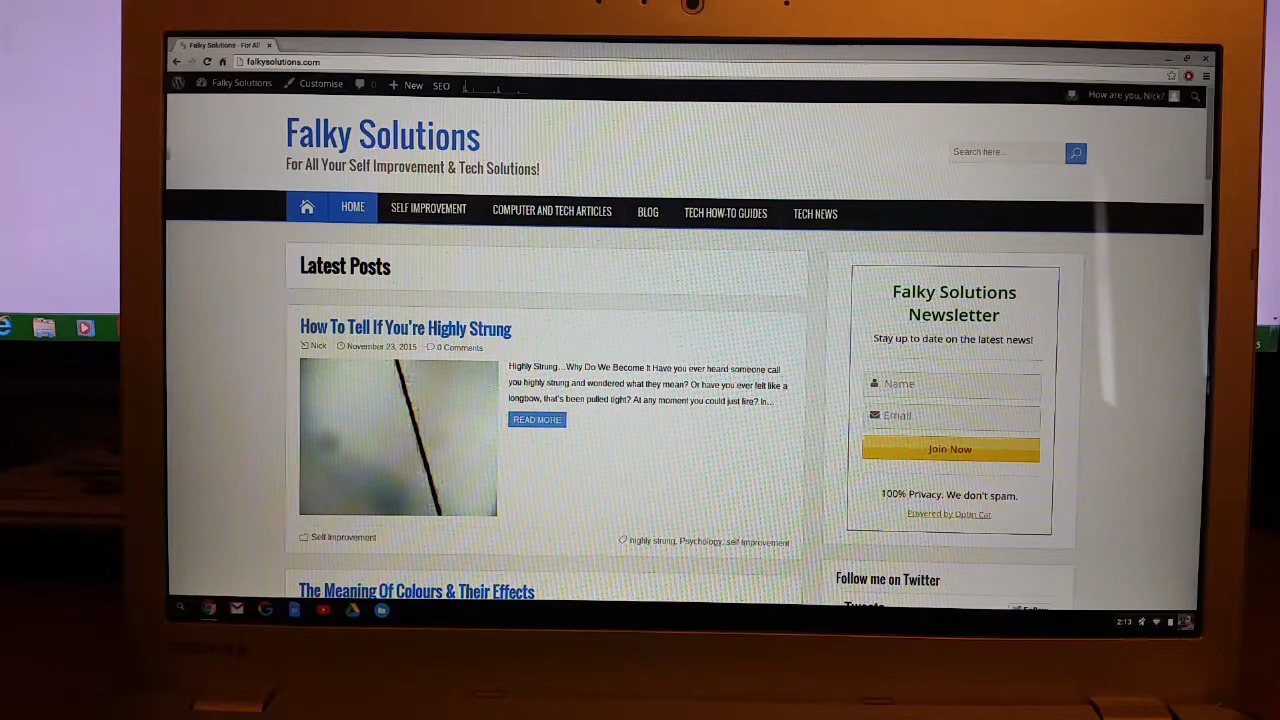 Falky Solutions - For All
falkysolutions.com
Falky Solutions
Customise
0
New
SEO
How are you, Nick?
Falky Solutions
For All Your Self Improvement & Tech Solutions!
Search here...
HOME
SELF IMPROVEMENT
COMPUTER AND TECH ARTICLES
BLOG
TECH HOW-TO GUIDES
TECH NEWS
Latest Posts
How To Tell If You're Highly Strung
Nick
November 23, 2015
0 Comments
Highly Strung…Why Do We Become It Have you ever heard someone call
you highly strung and wondered what they mean? Or have you ever felt like a
longbow, that's been pulled tight? At any moment you could just fire? In…
READ MORE
Self Improvement
highly strung, Psychology, self improvement
The Meaning Of Colours & Their Effects
Falky Solutions
Newsletter
Stay up to date on the latest news!
Name
Email
Join Now
100% Privacy. We don't spam.
Powered by Optin Cat
Follow me on Twitter
Tweets
Follow
2:13
TOSHIBA